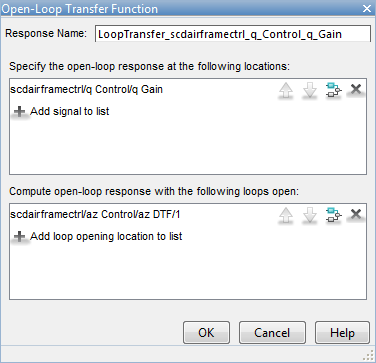 Open-Loop Transfer Function
Response Name: LoopTransfer_scdairframectrl_q_Control_q_Gain
Specify the open-loop response at the following locations:
scdairframectrl/q Control/q Gain
Add signal to list
Compute open-loop response with the following loops open:
scdairframectrl/az Control/az DTF/1
Add loop opening location to list
OK Cancel Help